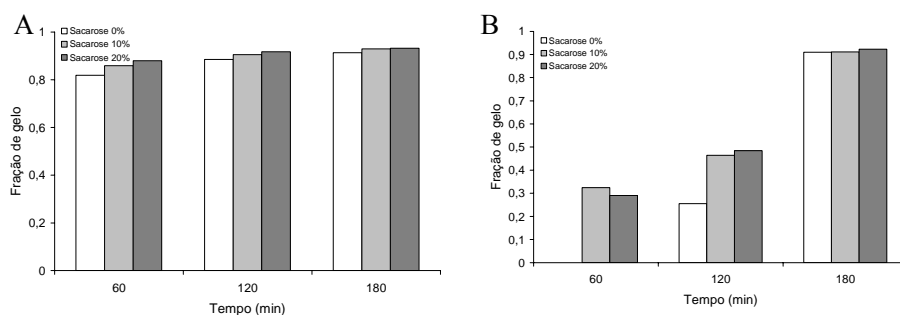 A
Sacarose 0%
Sacarose 10%
Sacarose 20%
Fração de gelo
1
0,8
0,6
0,4
0,2
0
60
120
180
Tempo (min)
B
Sacarose 0%
Sacarose 10%
Sacarose 20%
Fração de gelo
1
0,9
0,8
0,7
0,6
0,5
0,4
0,3
0,2
0,1
0
60
120
180
Tempo (min)